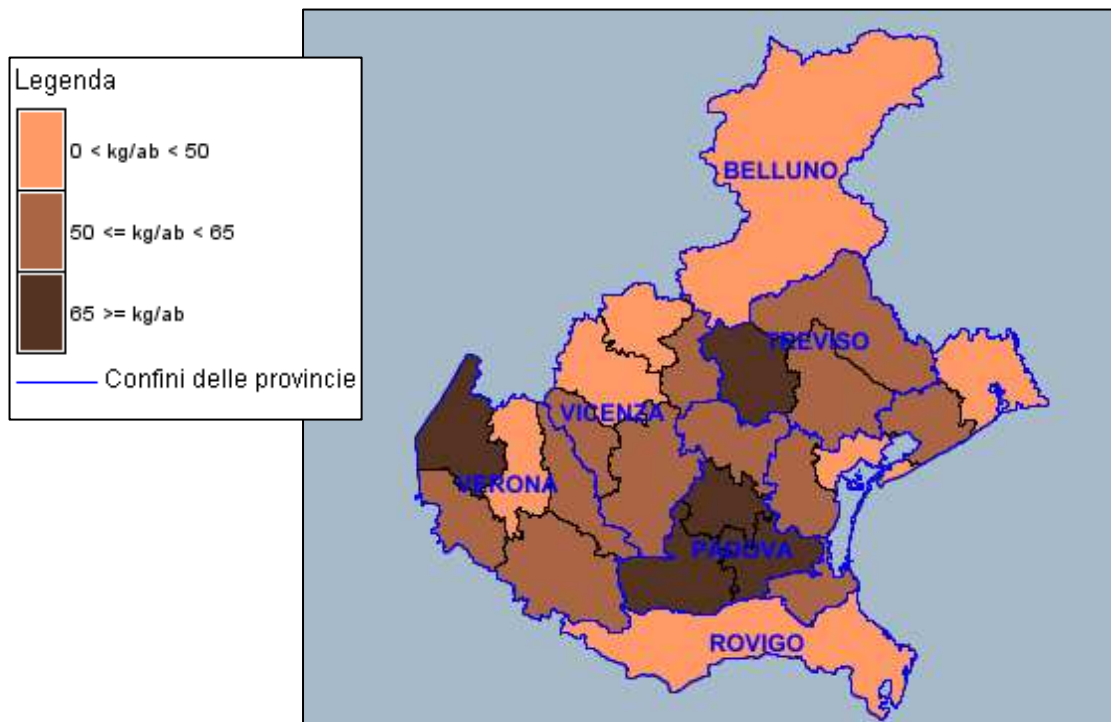 Legenda
0 < kg/ab < 50
50 <= kg/ab < 65
65 >= kg/ab
Confini delle provincie
BELLUNO
TREVISO
VICENZA
VERONA
PADOVA
ROVIGO